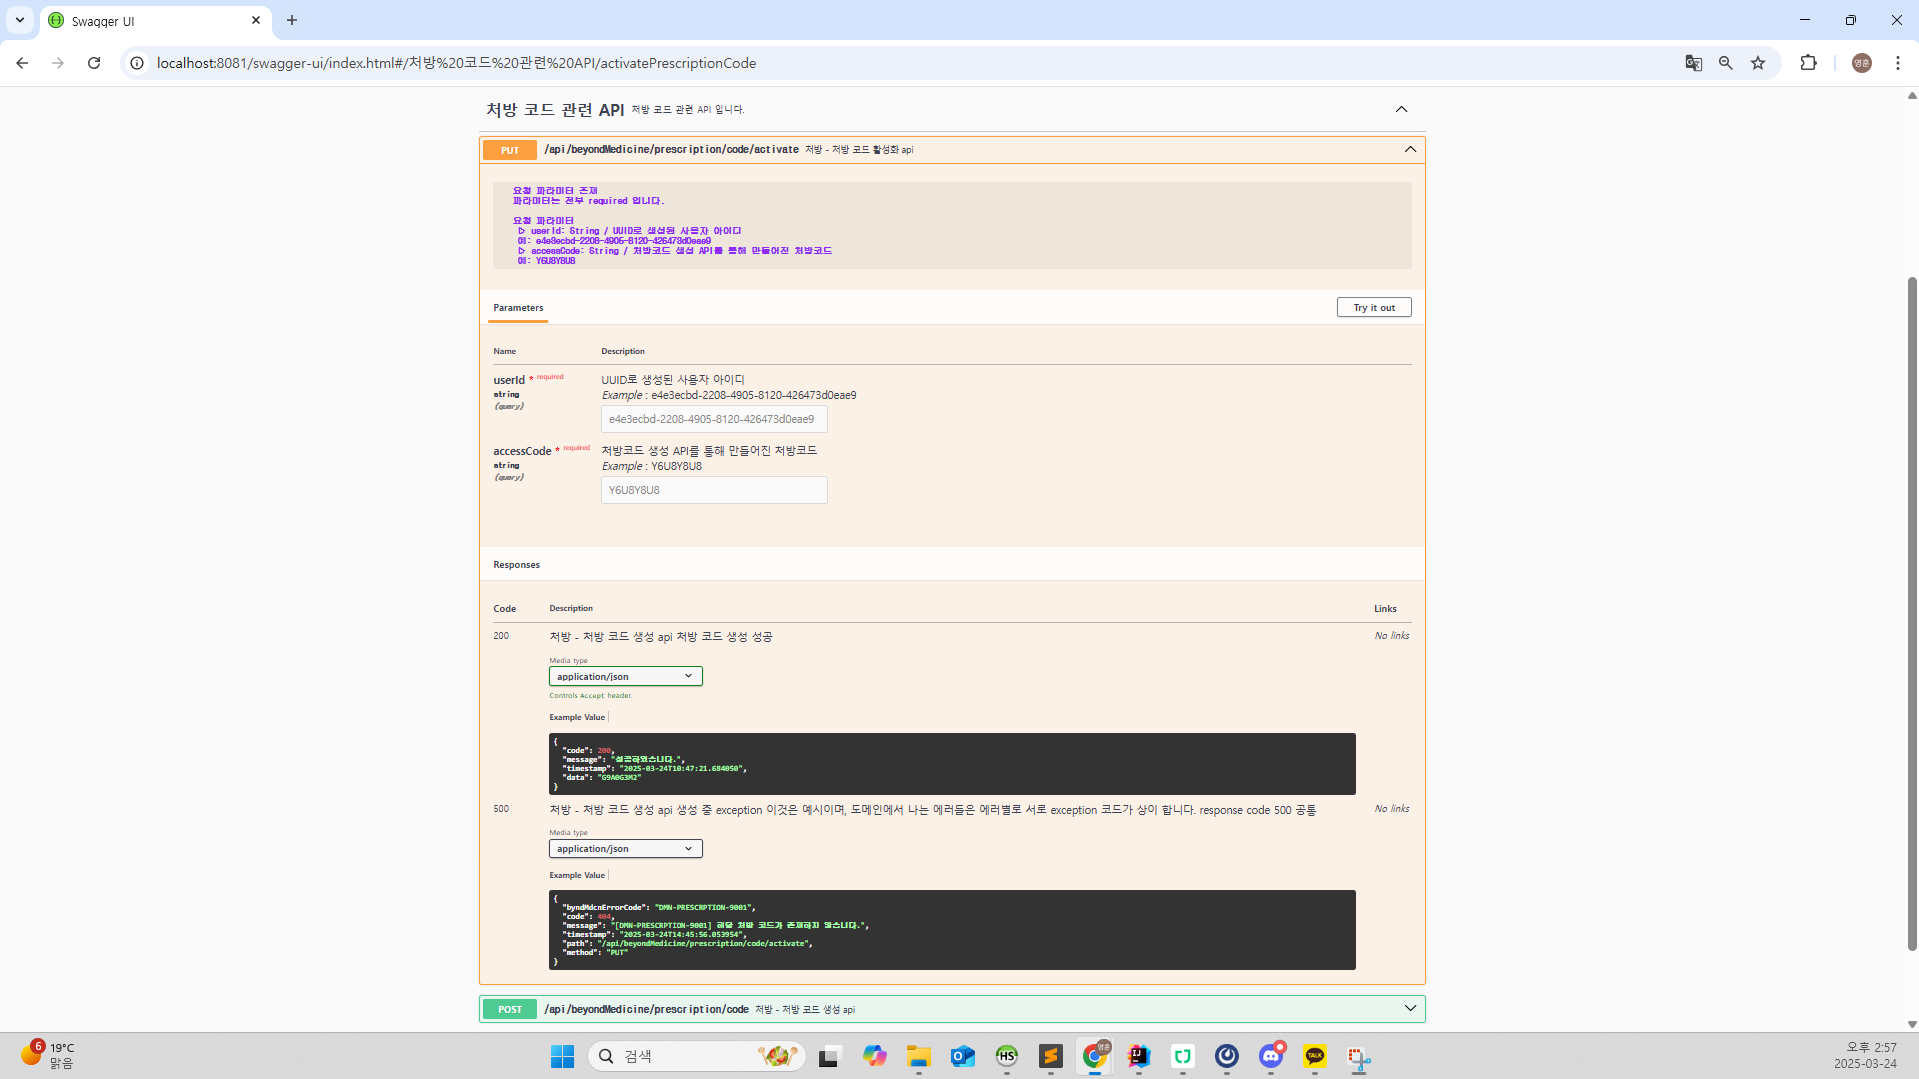 Swagger UI
localhost:8081/swagger-ui/index.html#/처방%20코드%20관련%20API/activatePrescriptionCode
영훈
처방 코드 관련 API 처방 코드 관련 API 입니다.
PUT /api/beyondMedicine/prescription/code/activate 처방 - 처방 코드 활성화 api
요청 파라미터 존재
파라미터는 전부 required 입니다.
요청 파라미터
▷ userId: String / UUID로 생성된 사용자 아이디
예: e4e3ecbd-2208-4905-8120-426473d0eae9
▷ accessCode: String / 처방코드 생성 API를 통해 만들어진 처방코드
예: Y6U8Y8U8
Parameters
Try it out
Name Description
userId * required
string
(query)
UUID로 생성된 사용자 아이디
Example : e4e3ecbd-2208-4905-8120-426473d0eae9
e4e3ecbd-2208-4905-8120-426473d0eae9
accessCode * required
string
(query)
처방코드 생성 API를 통해 만들어진 처방코드
Example : Y6U8Y8U8
Y6U8Y8U8
Responses
Code Description Links
200 처방 - 처방 코드 생성 api 처방 코드 생성 성공 No links
Media type
application/json
Controls Accept header.
Example Value
{
"code": 200,
"message": "성공하였습니다.",
"timestamp": "2025-03-24T10:47:21.684050",
"data": "G9A0G3M2"
}
500 처방 - 처방 코드 생성 api 생성 중 exception 이것은 예시이며, 도메인에서 나는 에러들은 에러별로 서로 exception 코드가 상이 합니다. response code 500 공통 No links
Media type
application/json
Example Value
{
"byndMdcnErrorCode": "DMN-PRESCRPTION-9001",
"code": 404,
"message": "[DMN-PRESCRPTION-9001] 해당 처방 코드가 존재하지 않습니다.",
"timestamp": "2025-03-24T14:45:56.053954",
"path": "/api/beyondMedicine/prescription/code/activate",
"method": "PUT"
}
POST /api/beyondMedicine/prescription/code 처방 - 처방 코드 생성 api
6
19°C
맑음
검색
HS
영훈
IJ
TALK
오후 2:57
2025-03-24